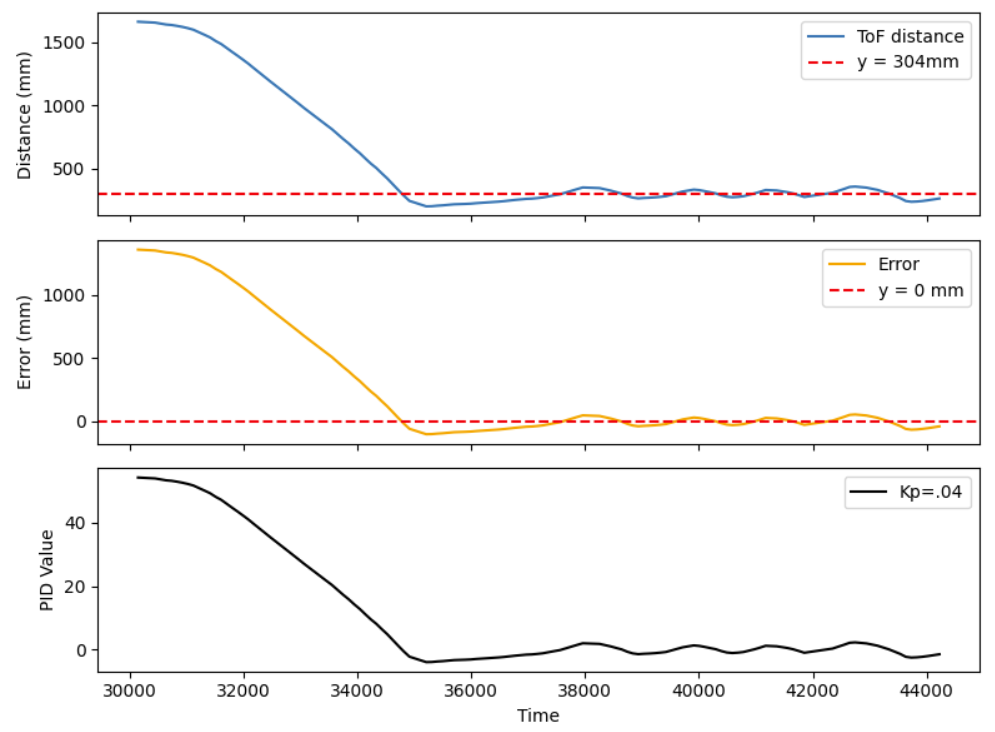 Distance (mm)
1500
1000
500
ToF distance
y = 304mm
Error (mm)
1000
500
0
Error
y = 0 mm
PID Value
40
20
0
Kp=.04
30000 32000 34000 36000 38000 40000 42000 44000
Time